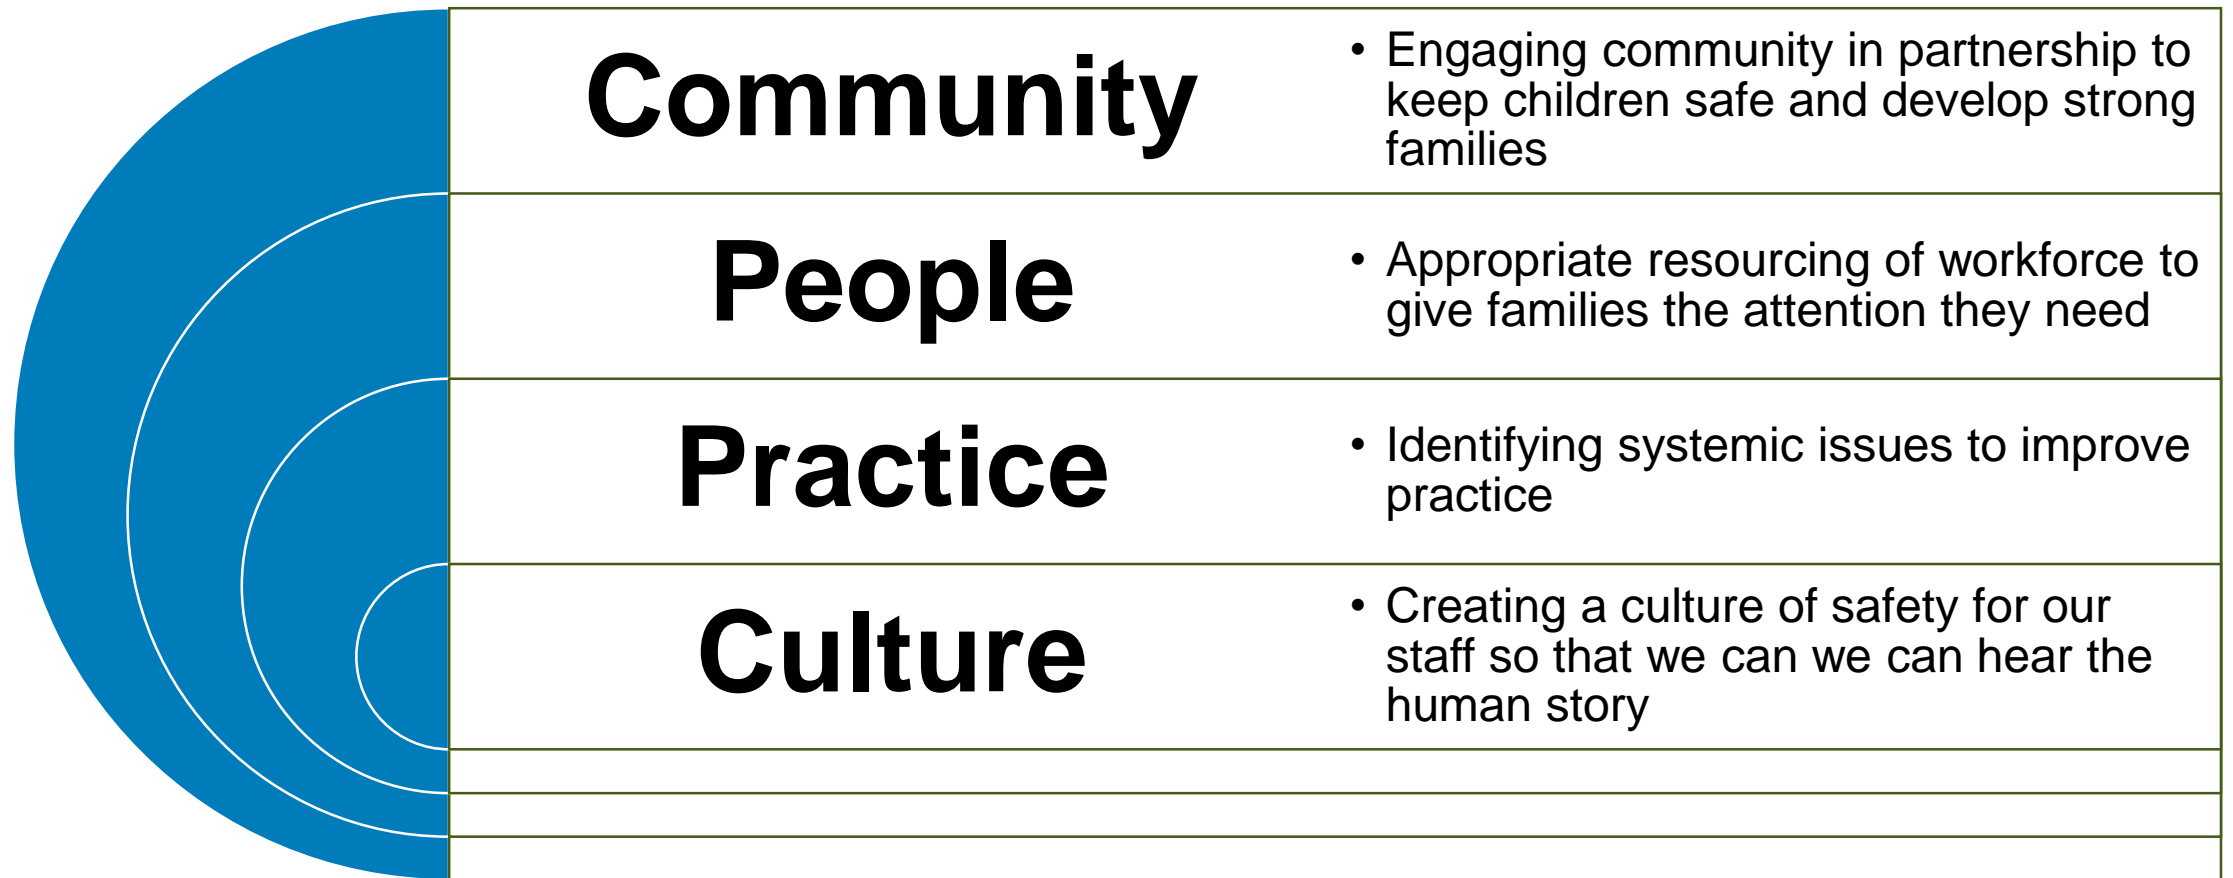 Community
• Engaging community in partnership to
keep children safe and develop strong
families
People
• Appropriate resourcing of workforce to
give families the attention they need
Practice
• Identifying systemic issues to improve
practice
Culture
• Creating a culture of safety for our
staff so that we can we can hear the
human story